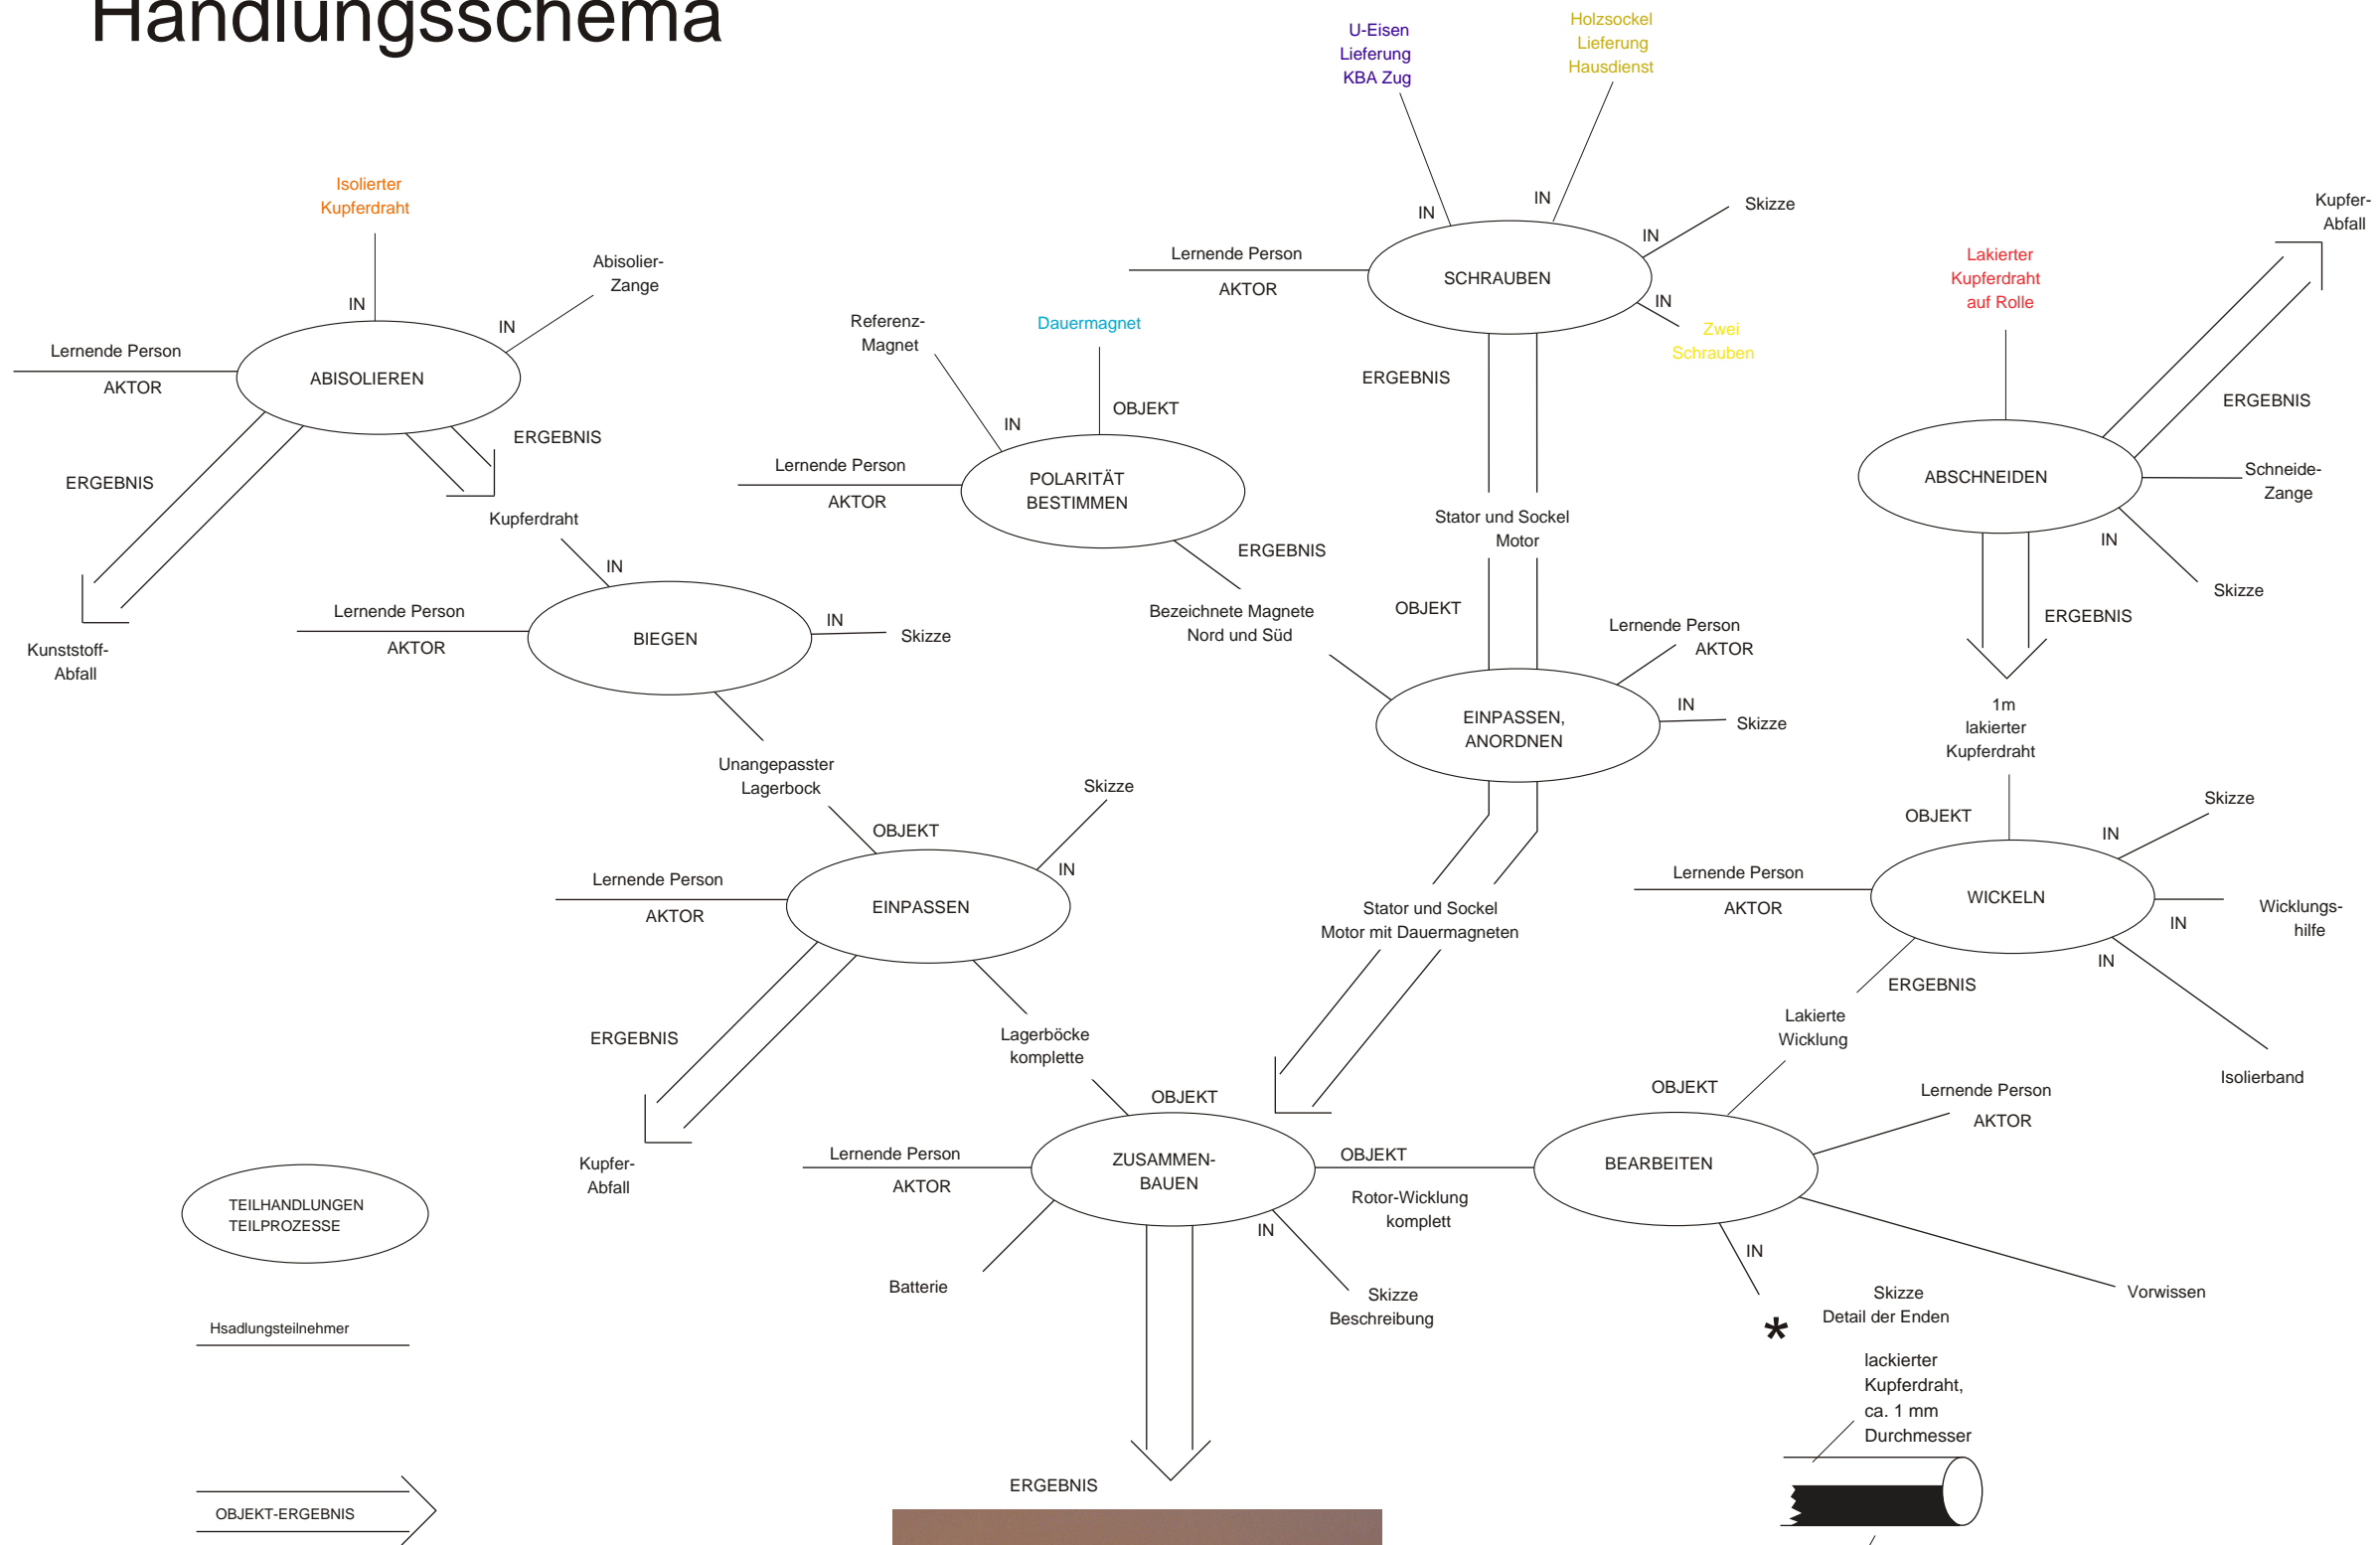 Handlungsschema
U-Eisen
Lieferung
KBA Zug
Holzsockel
Lieferung
Hausdienst
IN
IN
Skizze
IN
Lernende Person
AKTOR
SCHRAUBEN
IN
Zwei
Schrauben
ERGEBNIS
Isolierter
Kupferdraht
IN
Abisolier-
Zange
IN
Lernende Person
AKTOR
ABISOLIEREN
ERGEBNIS
ERGEBNIS
Kunststoff-
Abfall
Kupferdraht
IN
Lernende Person
AKTOR
BIEGEN
IN
Skizze
Referenz-
Magnet
Dauermagnet
IN
OBJEKT
Lernende Person
AKTOR
POLARITÄT
BESTIMMEN
ERGEBNIS
Bezeichnete Magnete
Nord und Süd
Stator und Sockel
Motor
OBJEKT
Lernende Person
AKTOR
EINPASSEN,
ANORDNEN
IN
Skizze
Kupfer-
Abfall
Lakierter
Kupferdraht
auf Rolle
ERGEBNIS
ABSCHNEIDEN
Schneide-
Zange
IN
Skizze
ERGEBNIS
1m
lakierter
Kupferdraht
OBJEKT
Skizze
IN
Lernende Person
AKTOR
WICKELN
IN
Wicklungs-
hilfe
IN
Isolierband
ERGEBNIS
Lakierte
Wicklung
Unangepasster
Lagerbock
OBJEKT
Skizze
IN
Lernende Person
AKTOR
EINPASSEN
ERGEBNIS
Kupfer-
Abfall
Lagerböcke
komplette
Stator und Sockel
Motor mit Dauermagneten
OBJEKT
Lernende Person
AKTOR
ZUSAMMEN-
BAUEN
OBJEKT
Rotor-Wicklung
komplett
IN
Batterie
Skizze
Beschreibung
OBJEKT
Lernende Person
AKTOR
BEARBEITEN
IN
Vorwissen
*
Skizze
Detail der Enden
lackierter
Kupferdraht,
ca. 1 mm
Durchmesser
ERGEBNIS
TEILHANDLUNGEN
TEILPROZESSE
Hsadlungsteilnehmer
OBJEKT-ERGEBNIS